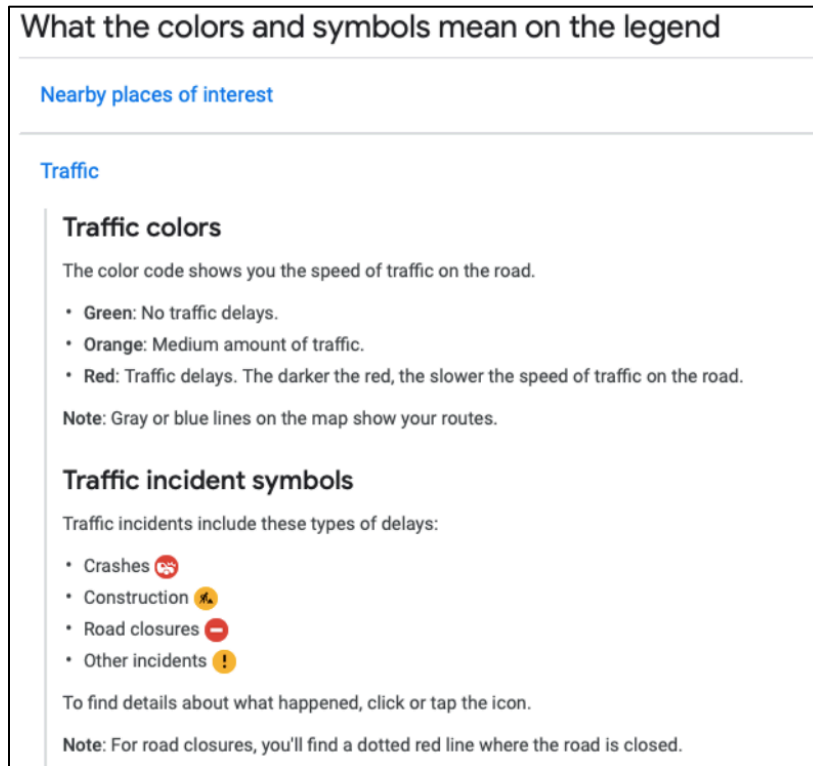 What the colors and symbols mean on the legend
Nearby places of interest
Traffic
Traffic colors
The color code shows you the speed of traffic on the road.
• Green: No traffic delays.
• Orange: Medium amount of traffic.
• Red: Traffic delays. The darker the red, the slower the speed of traffic on the road.
Note: Gray or blue lines on the map show your routes.
Traffic incident symbols
Traffic incidents include these types of delays:
• Crashes
• Construction
• Road closures
• Other incidents
To find details about what happened, click or tap the icon.
Note: For road closures, you'll find a dotted red line where the road is closed.